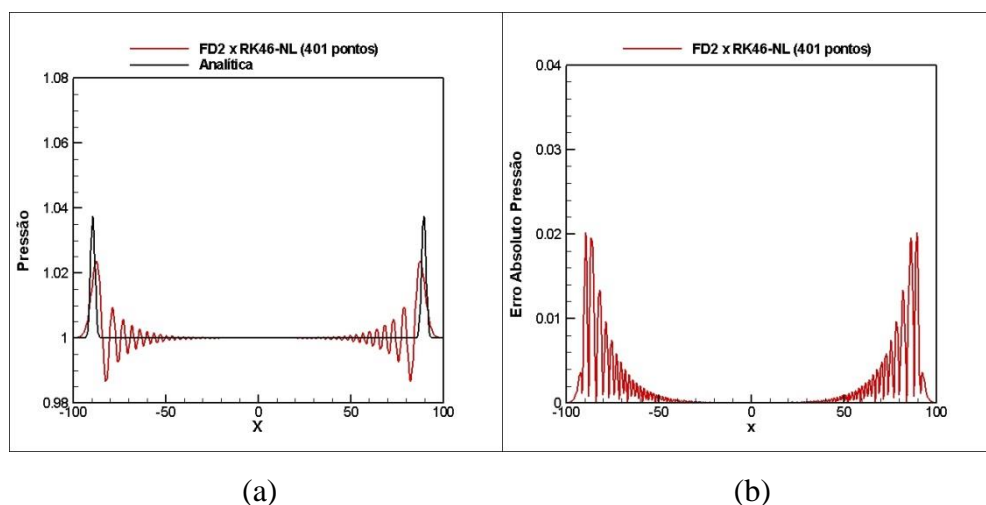 FD2 x RK46-NL (401 pontos)
Analítica
1.08
1.06
1.04
1.02
1
0.98
Pressão
-100
-50
0
50
100
X
FD2 x RK46-NL (401 pontos)
0.04
0.03
0.02
0.01
0
Erro Absoluto Pressão
-100
-50
0
50
100
x
(a)
(b)